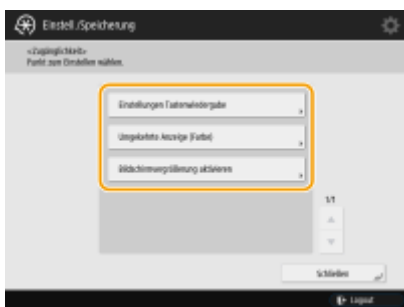 Einstell./Speicherung
<Zugänglichkeit>
Punkt zum Einstellen wählen.
Einstellungen Tastenwiedergabe
Umgekehrte Anzeige (Farbe)
Bildschirmvergrößerung aktivieren
1/1
Schließen
Logout